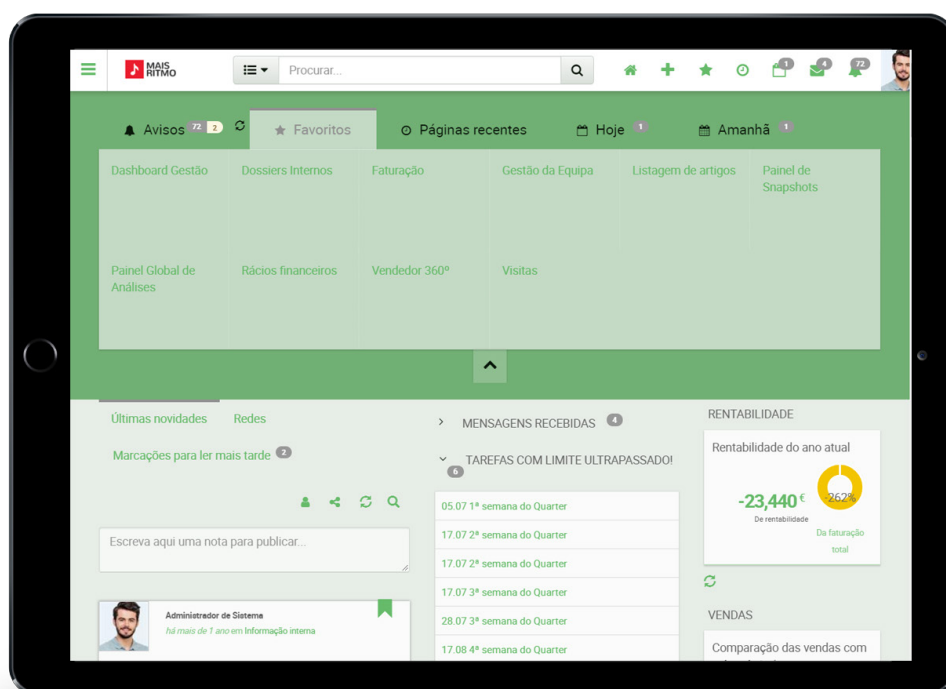 MAIS
RITMO
Procurar...
1
4
72
Avisos 72 2
Favoritos
Páginas recentes
Hoje 1
Amanhã 1
Dashboard Gestão
Dossiers Internos
Faturação
Gestão da Equipa
Listagem de artigos
Painel de
Snapshots
Painel Global de
Análises
Rácios financeiros
Vendedor 360º
Visitas
Últimas novidades
Redes
Marcações para ler mais tarde 2
Escreva aqui uma nota para publicar...
Administrador de Sistema
há mais de 1 ano em Informação interna
MENSAGENS RECEBIDAS 4
TAREFAS COM LIMITE ULTRAPASSADO!
6
05.07 1ª semana do Quarter
17.07 2ª semana do Quarter
17.07 2ª semana do Quarter
17.07 3ª semana do Quarter
28.07 3ª semana do Quarter
17.08 4ª semana do Quarter
RENTABILIDADE
Rentabilidade do ano atual
-23,440 €
De rentabilidade
-262%
Da faturação
total
VENDAS
Comparação das vendas com